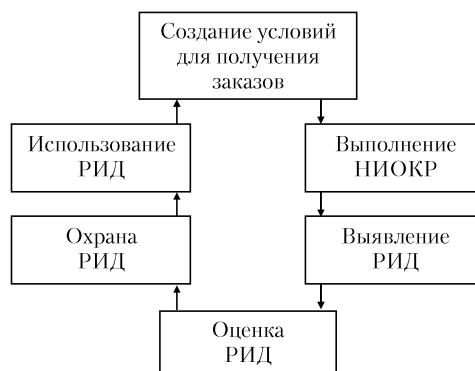 Создание условий
для получения
заказов
Использование
РИД
Выполнение
НИОКР
Охрана
РИД
Выявление
РИД
Оценка
РИД